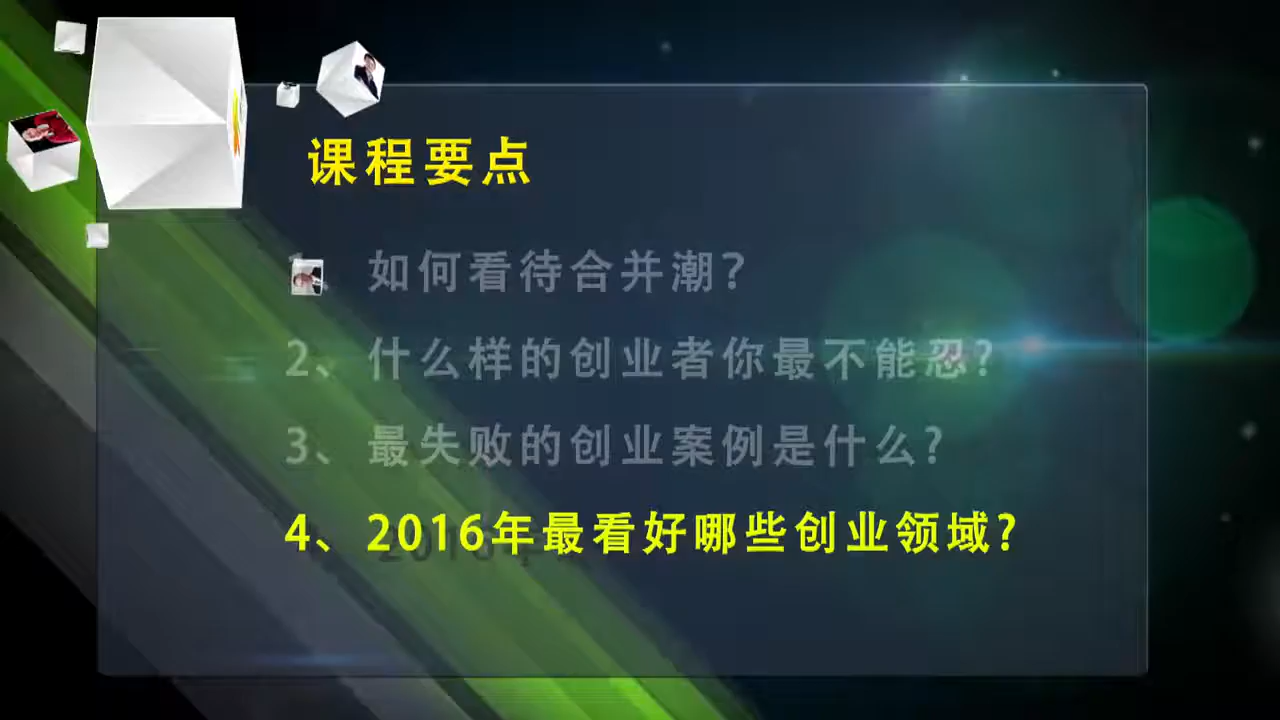 课程要点
、如何看待合并潮?
2、什么样的创业者你最不能忍?
3、最失败的创业案例是什么?
4、2016年最看好哪些创业领域?